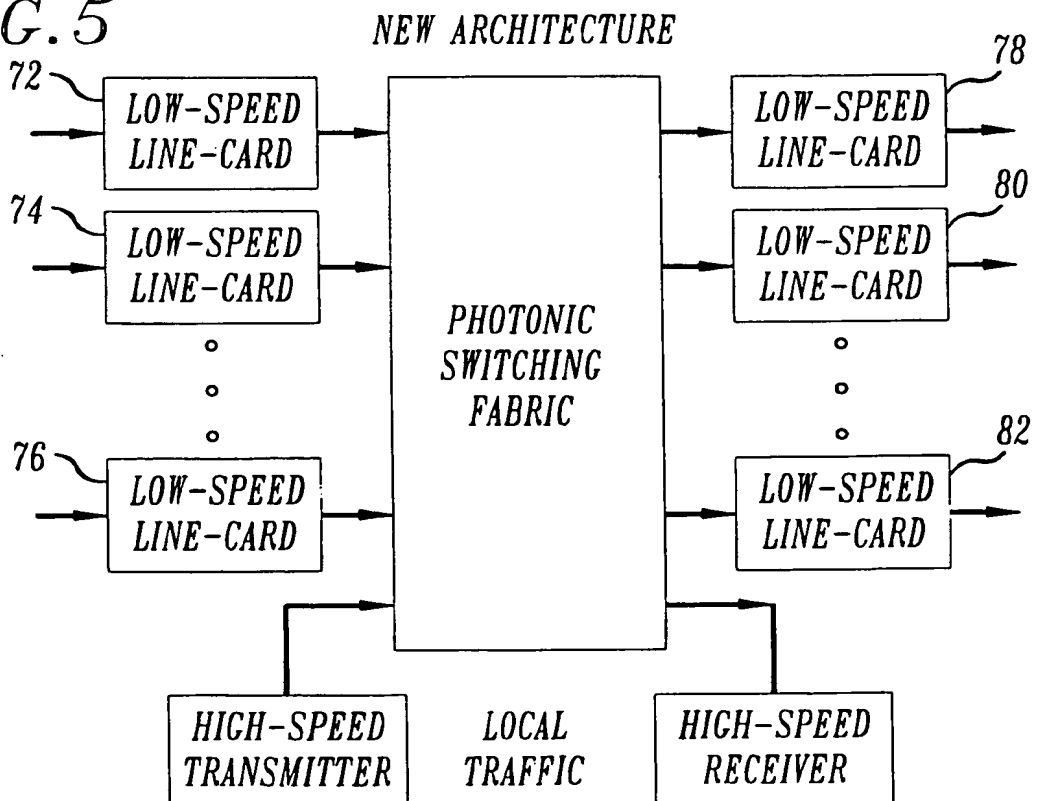 G.5
NEW ARCHITECTURE
72
LOW-SPEED
LINE-CARD
78
LOW-SPEED
LINE-CARD
74
LOW-SPEED
LINE-CARD
80
LOW-SPEED
LINE-CARD
PHOTONIC
SWITCHING
FABRIC
76
LOW-SPEED
LINE-CARD
82
LOW-SPEED
LINE-CARD
HIGH-SPEED
TRANSMITTER
LOCAL
TRAFFIC
HIGH-SPEED
RECEIVER